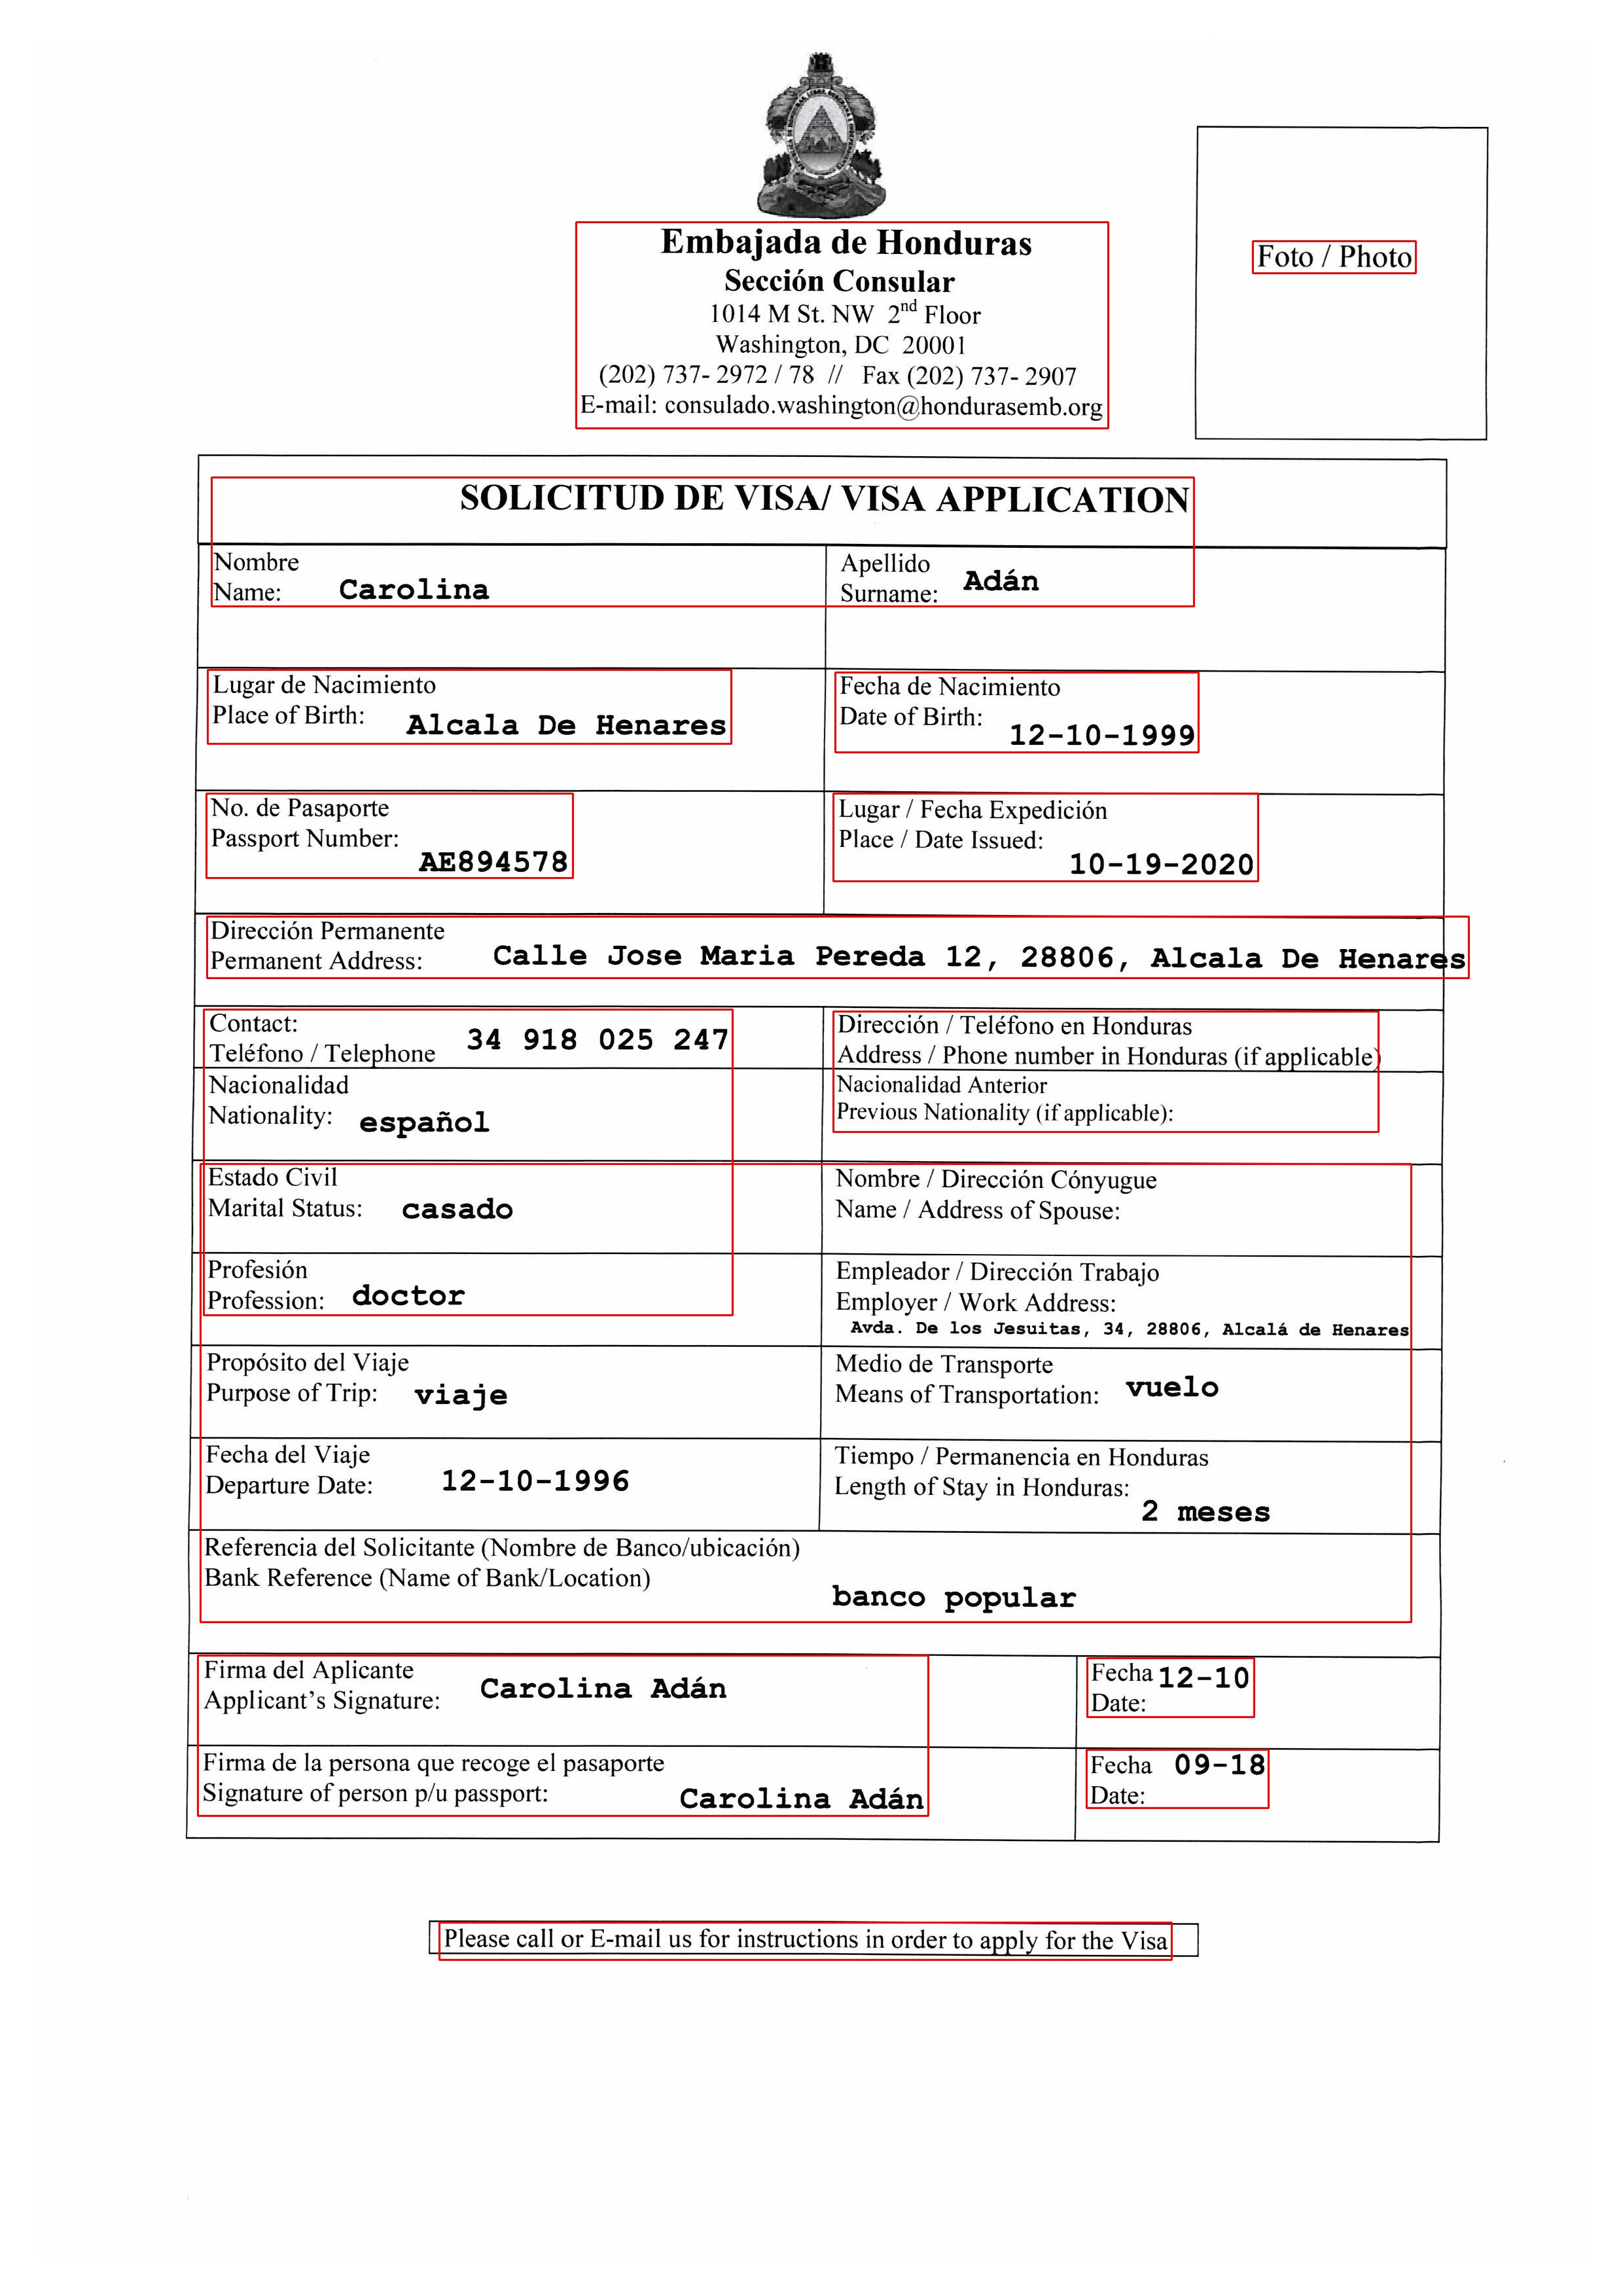 Embajada de Honduras
Sección Consular
1014 M St. NW 2nd Floor
Washington, DC 20001
(202) 737- 2972 / 78 // Fax (202) 737- 2907
E-mail: consulado.washington@hondurasemb.org
Foto / Photo
SOLICITUD DE VISA/ VISA APPLICATION
Nombre
Name: Carolina
Apellido
Surname: Adán
Lugar de Nacimiento
Place of Birth: Alcala De Henares
Fecha de Nacimiento
Date of Birth: 12-10-1999
No. de Pasaporte
Passport Number: AE894578
Lugar / Fecha Expedición
Place / Date Issued: 10-19-2020
Dirección Permanente
Permanent Address: Calle Jose Maria Pereda 12, 28806, Alcala De Henares
Contact:
Teléfono / Telephone 34 918 025 247
Dirección / Teléfono en Honduras
Address / Phone number in Honduras (if applicable)
Nacionalidad
Nationality: español
Nacionalidad Anterior
Previous Nationality (if applicable):
Estado Civil
Marital Status: casado
Nombre / Dirección Cónyugue
Name / Address of Spouse:
Profesión
Profession: doctor
Empleador / Dirección Trabajo
Employer / Work Address:
Avda. De los Jesuitas, 34, 28806, Alcalá de Henares
Propósito del Viaje
Purpose of Trip: viaje
Medio de Transporte
Means of Transportation: vuelo
Fecha del Viaje
Departure Date: 12-10-1996
Tiempo / Permanencia en Honduras
Length of Stay in Honduras:
2 meses
Referencia del Solicitante (Nombre de Banco/ubicación)
Bank Reference (Name of Bank/Location)
banco popular
Firma del Aplicante
Applicant's Signature: Carolina Adán
Fecha 12-10
Date:
Firma de la persona que recoge el pasaporte
Signature of person p/u passport: Carolina Adán
Fecha 09-18
Date:
Please call or E-mail us for instructions in order to apply for the Visa